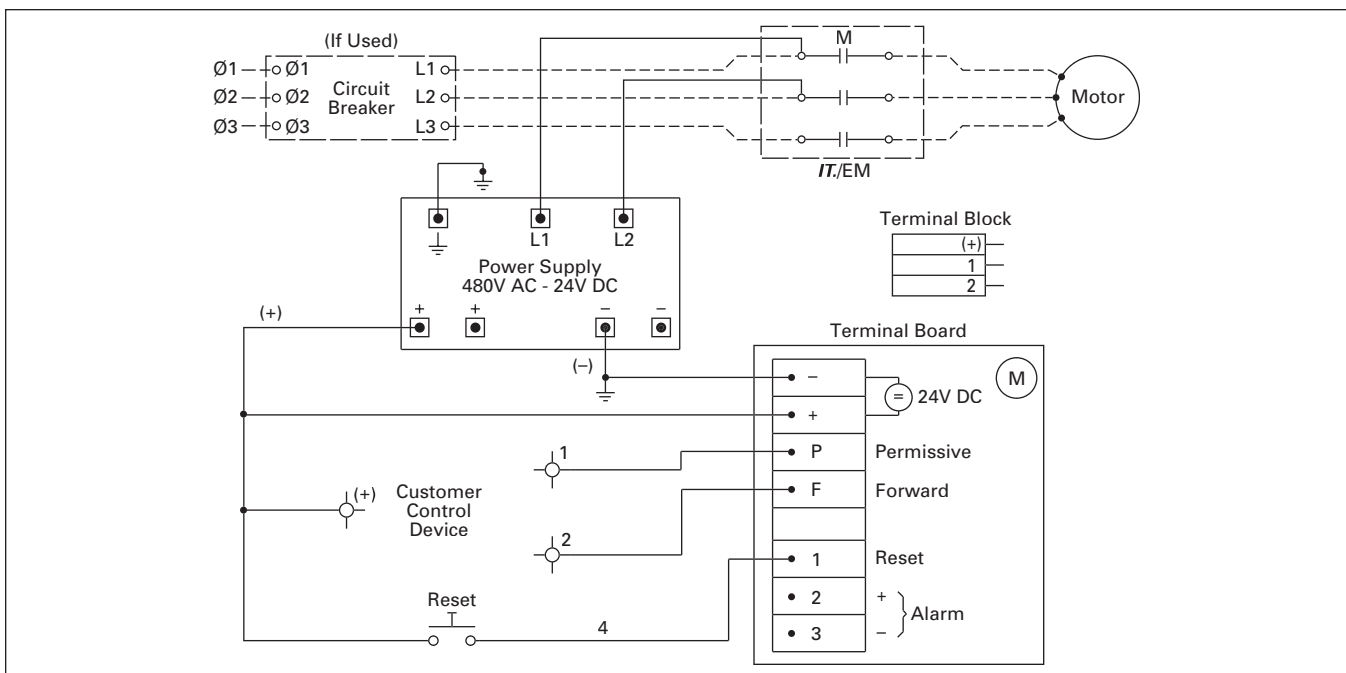 (If Used)
Ø1 Ø1 L1
Ø2 Ø2 L2
Ø3 Ø3 L3
Circuit
Breaker
M
IT./EM
Motor
L1 L2
Power Supply
480V AC - 24V DC
+ + – –
(+)
(–)
Terminal Block
(+)
1
2
Terminal Board
M
–
+
= 24V DC
P Permissive
F Forward
1 Reset
2 +
3 –
Alarm
(+)
Customer
Control
Device
1
2
Reset
4